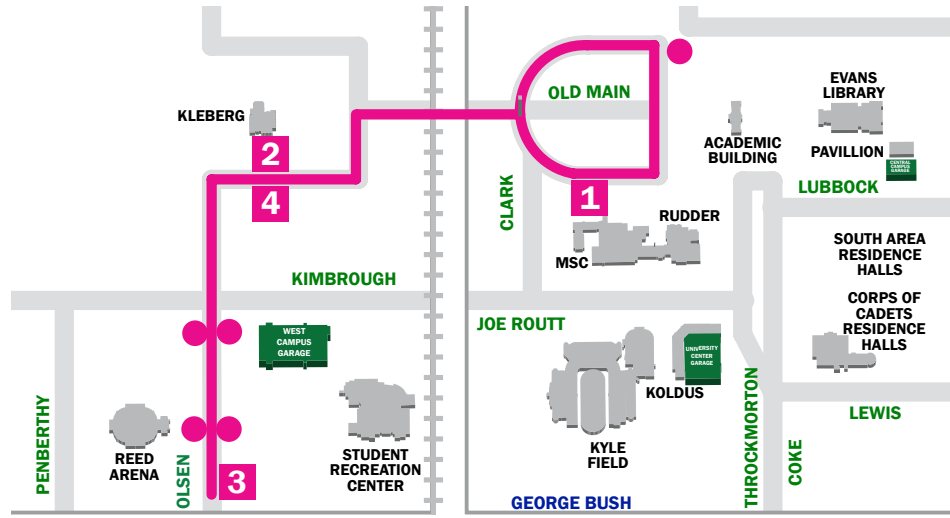 EVANS
LIBRARY
OLD MAIN
KLEBERG
ACADEMIC
BUILDING
PAVILLION
CENTRAL
CAMPUS
GARAGE
2
4
1
LUBBOCK
CLARK
RUDDER
MSC
SOUTH AREA
RESIDENCE
HALLS
KIMBROUGH
CORPS OF
CADETS
RESIDENCE
HALLS
JOE ROUTT
WEST
CAMPUS
GARAGE
UNIVERSITY
CENTER
GARAGE
KOLDUS
PENBERTHY
REED
ARENA
OLSEN
3
STUDENT
RECREATION
CENTER
KYLE
FIELD
THROCKMORTON
COKE
LEWIS
GEORGE BUSH